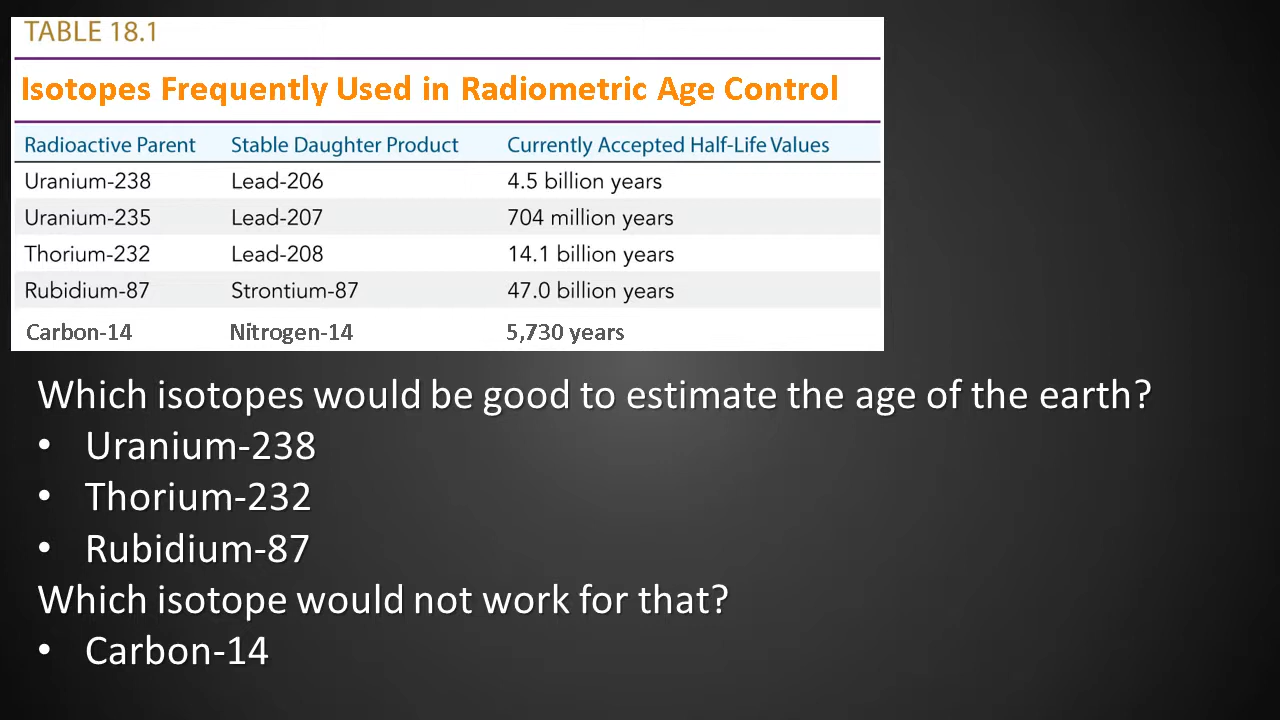 TABLE 18.1
Isotopes Frequently Used in Radiometric Age Control
Radioactive Parent Stable Daughter Product Currently Accepted Half-Life Values
Uranium-238 Lead-206 4.5 billion years
Uranium-235 Lead-207 704 million years
Thorium-232 Lead-208 14.1 billion years
Rubidium-87 Strontium-87 47.0 billion years
Carbon-14 Nitrogen-14 5,730 years
Which isotopes would be good to estimate the age of the earth?
• Uranium-238
• Thorium-232
• Rubidium-87
Which isotope would not work for that?
• Carbon-14